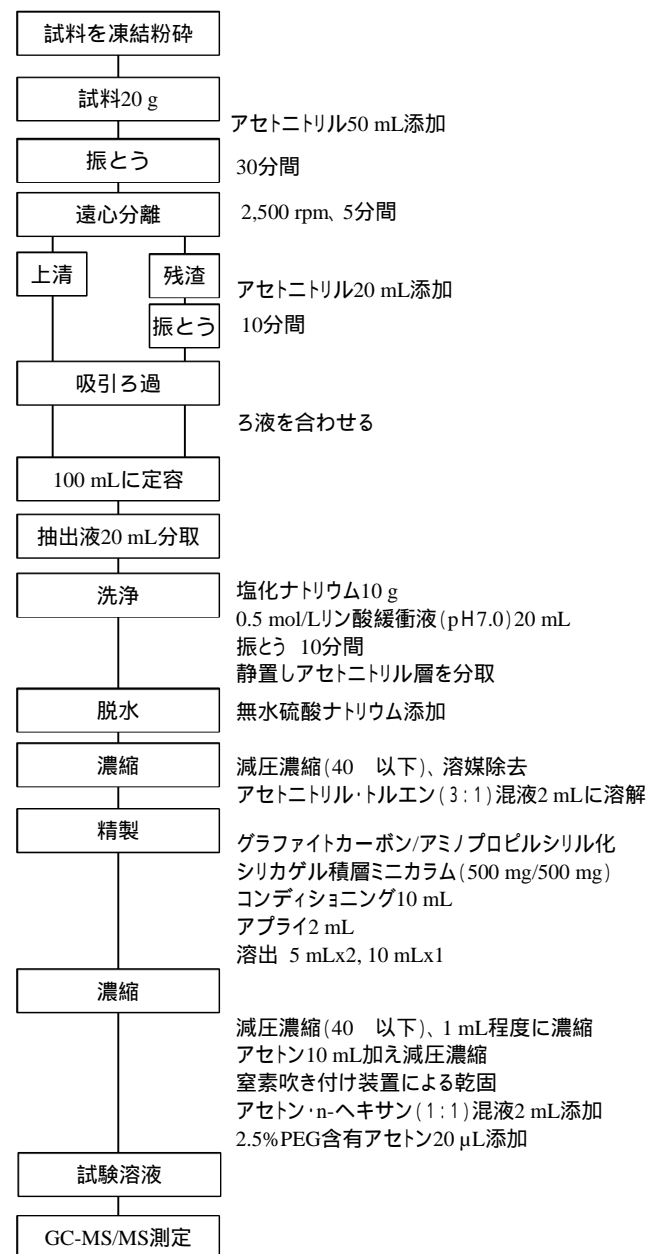 試料を凍結粉砕
試料20 g
アセトニトリル50 mL添加
振とう
30分間
遠心分離
2,500 rpm、5分間
上清
残渣
アセトニトリル20 mL添加
振とう
10分間
吸引ろ過
ろ液を合わせる
100 mLに定容
抽出液20 mL分取
洗浄
塩化ナトリウム10 g
0.5 mol/Lリン酸緩衝液(pH7.0)20 mL
振とう 10分間
静置しアセトニトリル層を分取
脱水
無水硫酸ナトリウム添加
濃縮
減圧濃縮(40 以下)、溶媒除去
アセトニトリル・トルエン(3:1)混液2 mLに溶解
精製
グラファイトカーボン/アミノプロピルシリル化
シリカゲル積層ミニカラム(500 mg/500 mg)
コンディショニング10 mL
アプライ2 mL
溶出 5 mLx2, 10 mLx1
濃縮
減圧濃縮(40 以下)、1 mL程度に濃縮
アセトン10 mL加え減圧濃縮
窒素吹き付け装置による乾固
アセトン・n-ヘキサン(1:1)混液2 mL添加
2.5%PEG含有アセトン20 µL添加
試験溶液
GC-MS/MS測定